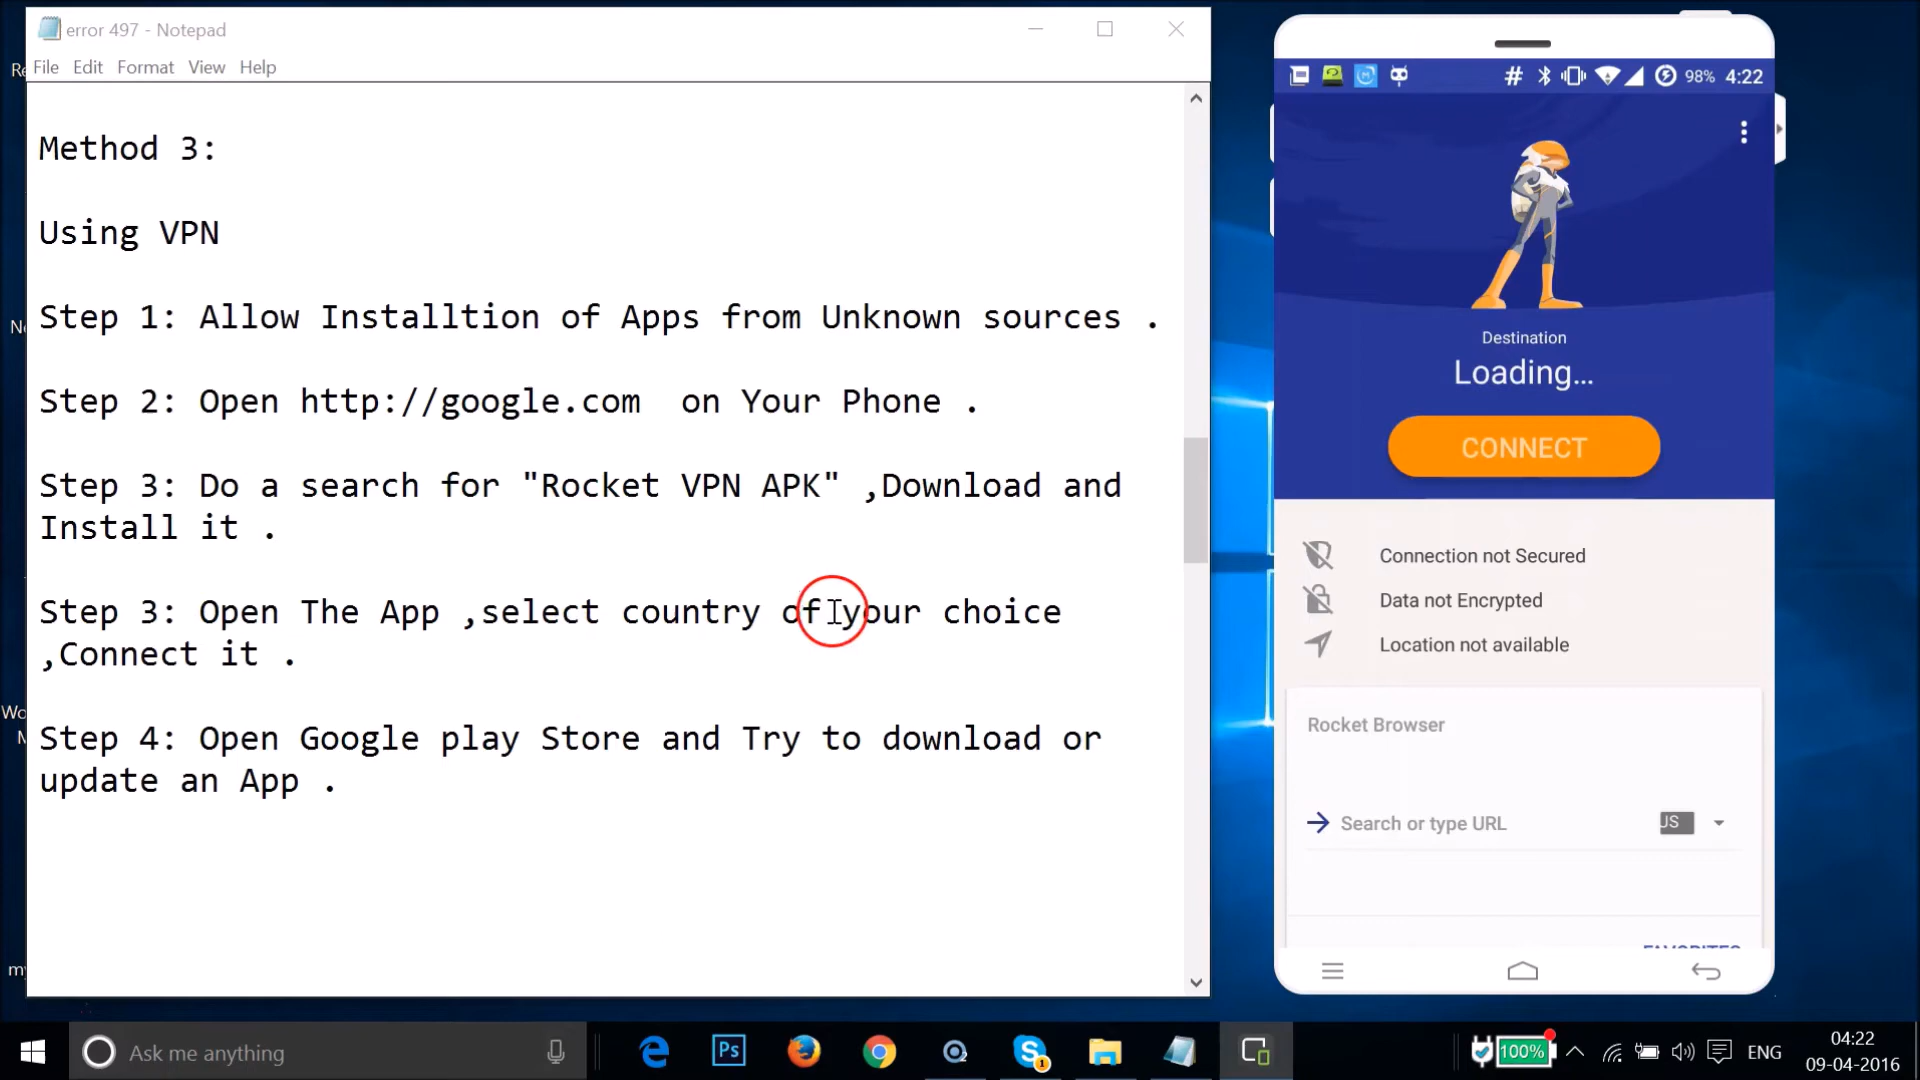 error 497 - Notepad
File Edit Format View Help
Method 3:
Using VPN
Step 1: Allow Installtion of Apps from Unknown sources .
Step 2: Open http://google.com  on Your Phone .
Step 3: Do a search for "Rocket VPN APK" ,Download and
Install it .
Step 3: Open The App ,select country of your choice
,Connect it .
Step 4: Open Google play Store and Try to download or
update an App .
98% 4:22
Destination
Loading...
CONNECT
Connection not Secured
Data not Encrypted
Location not available
Rocket Browser
Search or type URL
US
FAVORITES
Ask me anything
Ps
100%
ENG
04:22
09-04-2016